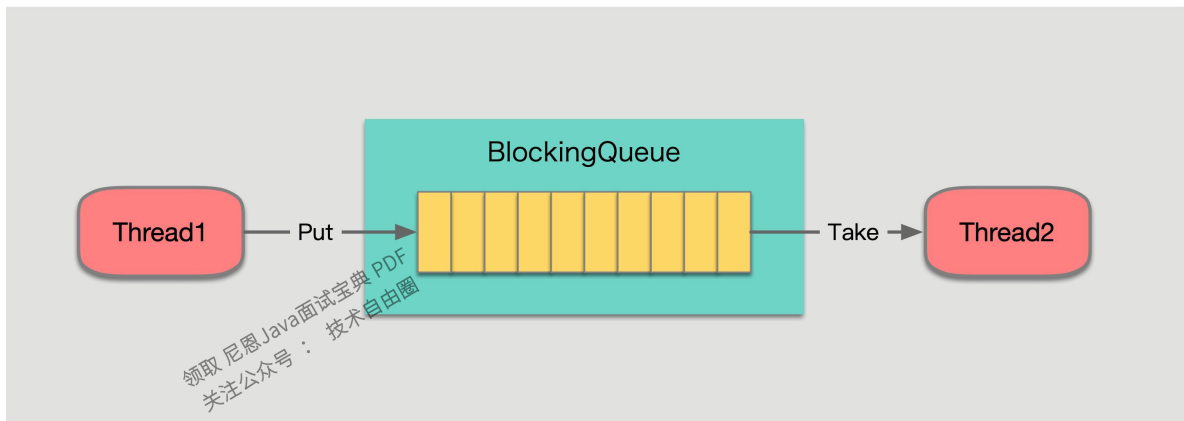 BlockingQueue
Thread1
Put
Take
Thread2
领取 尼恩Java面试宝典 PDF
关注公众号 ： 技术自由圈